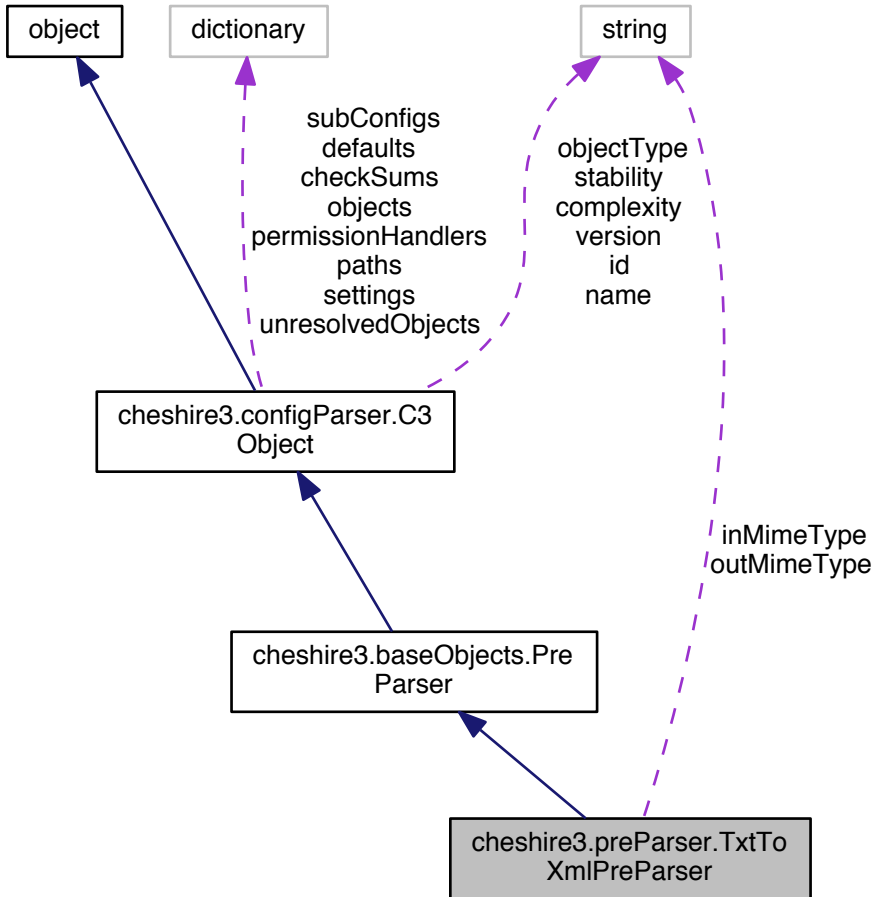 object
dictionary
string
subConfigs
defaults
checkSums
objects
permissionHandlers
paths
settings
unresolvedObjects
objectType
stability
complexity
version
id
name
cheshire3.configParser.C3
Object
inMimeType
outMimeType
cheshire3.baseObjects.Pre
Parser
cheshire3.preParser.TxtTo
XmlPreParser